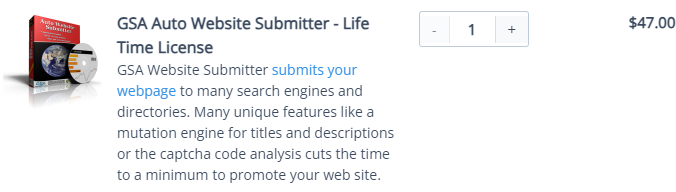 Auto Website
Submitter
GSA Auto Website Submitter - Life
Time License
GSA Website Submitter submits your
webpage to many search engines and
directories. Many unique features like a
mutation engine for titles and descriptions
or the captcha code analysis cuts the time
to a minimum to promote your web site.
- 1 +
$47.00